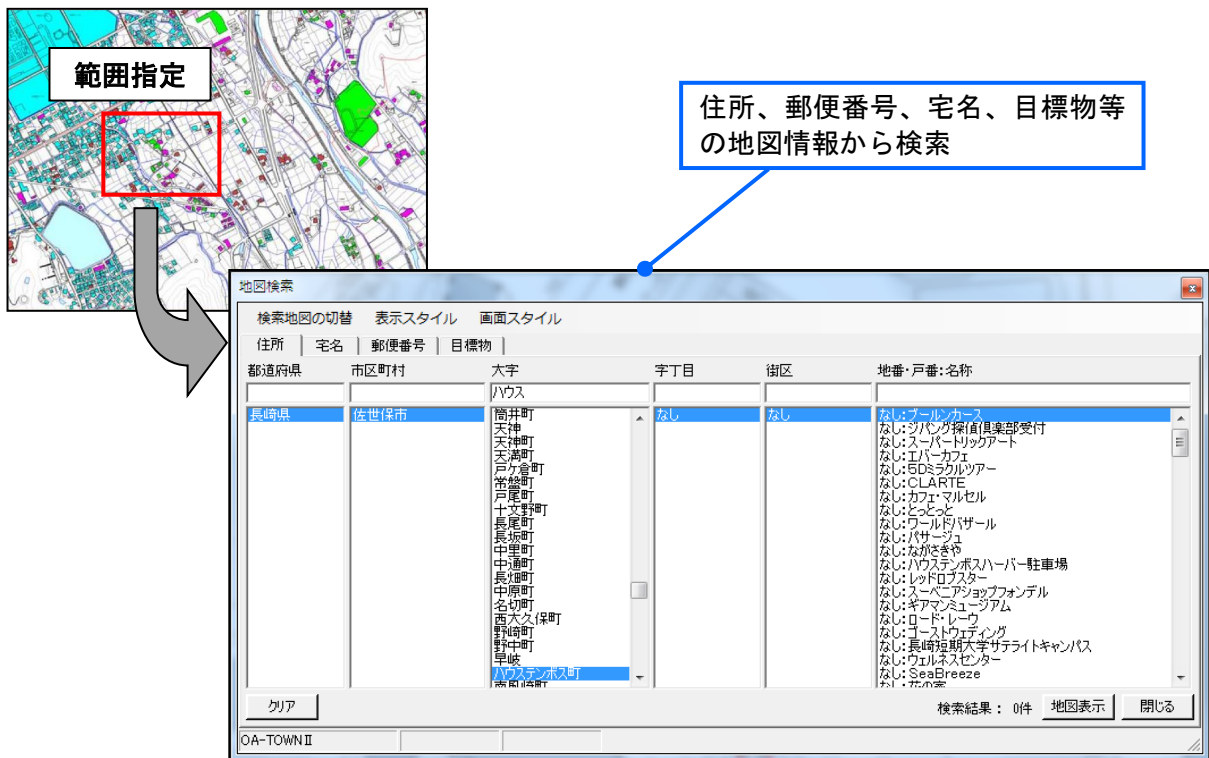 範囲指定
住所、郵便番号、宅名、目標物等
の地図情報から検索
地図検索
検索地図の切替 表示スタイル 画面スタイル
住所 宅名 郵便番号 目標物
都道府県 市区町村 大字 字丁目 街区 地番・戸番:名称
ハウス
長崎県 佐世保市 筒井町 なし なし なし:ブールンカース
天神 なし:ジパング探偵倶楽部受付
天神町 なし:スーパートリックアート
天満町 なし:エバーカフェ
戸ケ倉町 なし:5Dミラクルツアー
常盤町 なし:CLARTE
戸尾町 なし:カフェ・マルセル
十文野町 なし:とっとっと
長尾町 なし:ワールドバザール
長坂町 なし:パサージュ
中里町 なし:ながさきや
中通町 なし:ハウステンボスハーバー駐車場
長畑町 なし:レッドロブスター
中原町 なし:スーベニアショップフォンデル
名切町 なし:ギアマンミュージアム
西大久保町 なし:ロード・レーウ
野崎町 なし:ゴーストウェディング
野中町 なし:長崎短期大学サテライトキャンパス
早岐 なし:ウェルネスセンター
ハウステンボス町 なし:SeaBreeze
南風崎町 なし:花の家
クリア 検索結果： 0件 地図表示 閉じる
OA-TOWNⅡ